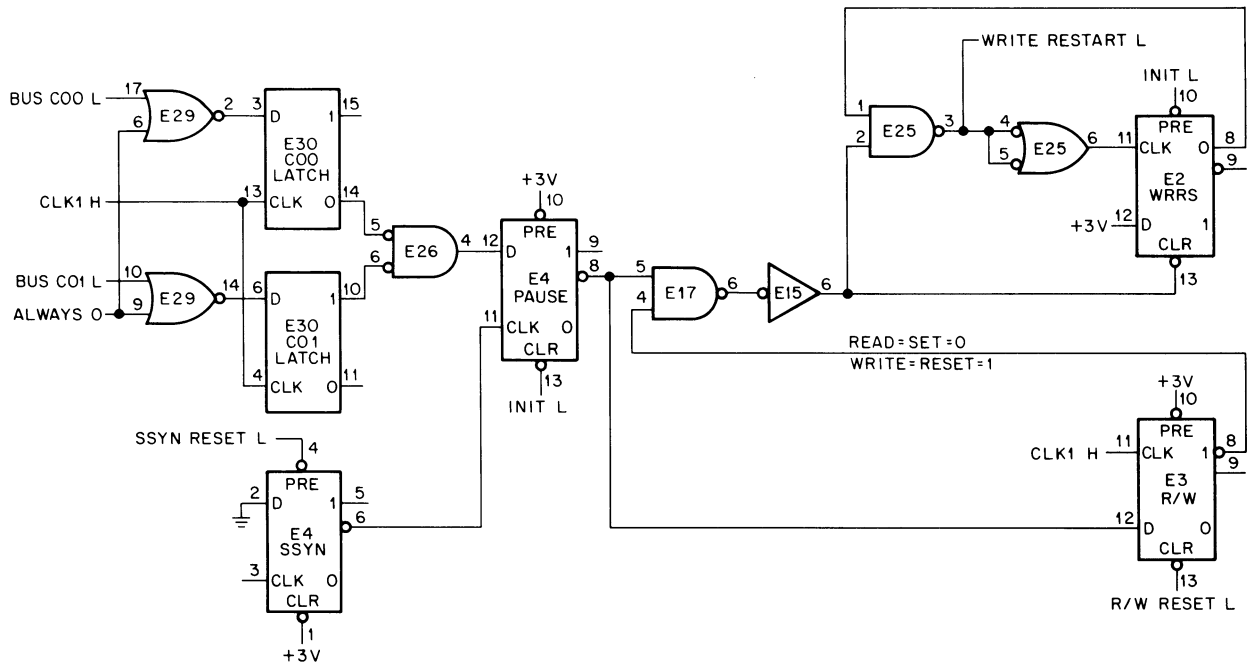 WRITE RESTART L
INIT L
10
BUS C00 L
17
6
E29
2
3
D
1
15
E30
C00
LATCH
CLK1 H
13
CLK
0
14
5
6
E26
4
BUS C01 L
10
ALWAYS 0
9
E29
14
6
D
1
10
E30
C01
LATCH
4
CLK
0
11
+3V
10
PRE
12
D
1
9
8
E4
PAUSE
11
CLK
0
CLR
13
INIT L
SSYN RESET L
4
PRE
2
D
1
5
6
E4
SSYN
3
CLK
0
CLR
1
+3V
5
4
E17
6
E15
6
1
2
E25
3
4
5
E25
6
11
PRE
CLK
0
8
9
E2
WRRS
+3V
12
D
1
CLR
13
READ=SET=0
WRITE=RESET=1
+3V
10
PRE
CLK1 H
11
CLK
1
8
9
E3
R/W
12
D
0
CLR
13
R/W RESET L